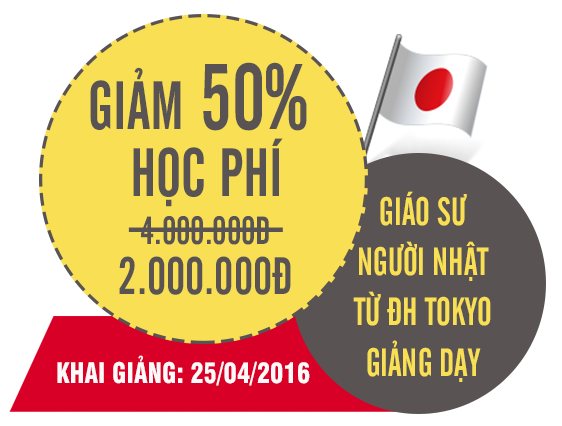 GIẢM 50%
HỌC PHÍ
4.000.000Đ
2.000.000Đ
GIÁO SƯ
NGƯỜI NHẬT
TỪ ĐH TOKYO
GIẢNG DẠY
KHAI GIẢNG: 25/04/2016